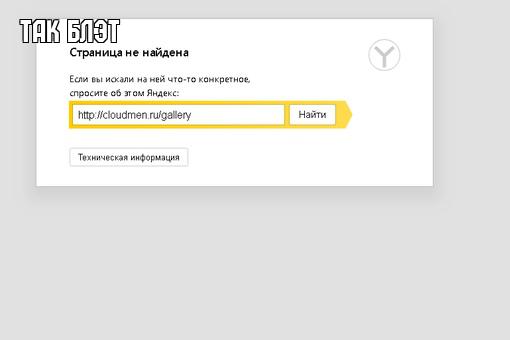 ТАК БЛЭТ
Страница не найдена
Если вы искали на ней что-то конкретное,
спросите об этом Яндекс:
http://cloudmen.ru/gallery
Найти
Техническая информация